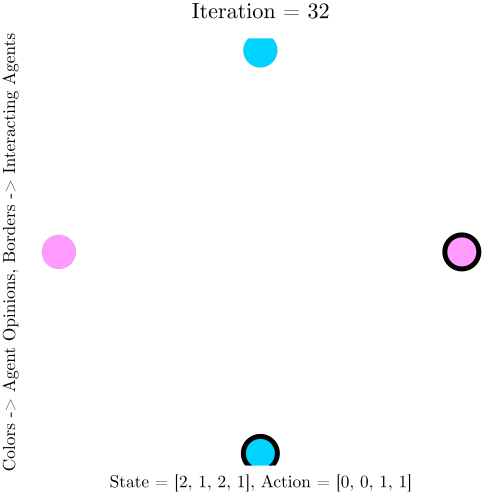 Iteration = 32
Colors -> Agent Opinions, Borders -> Interacting Agents
State = [2, 1, 2, 1], Action = [0, 0, 1, 1]